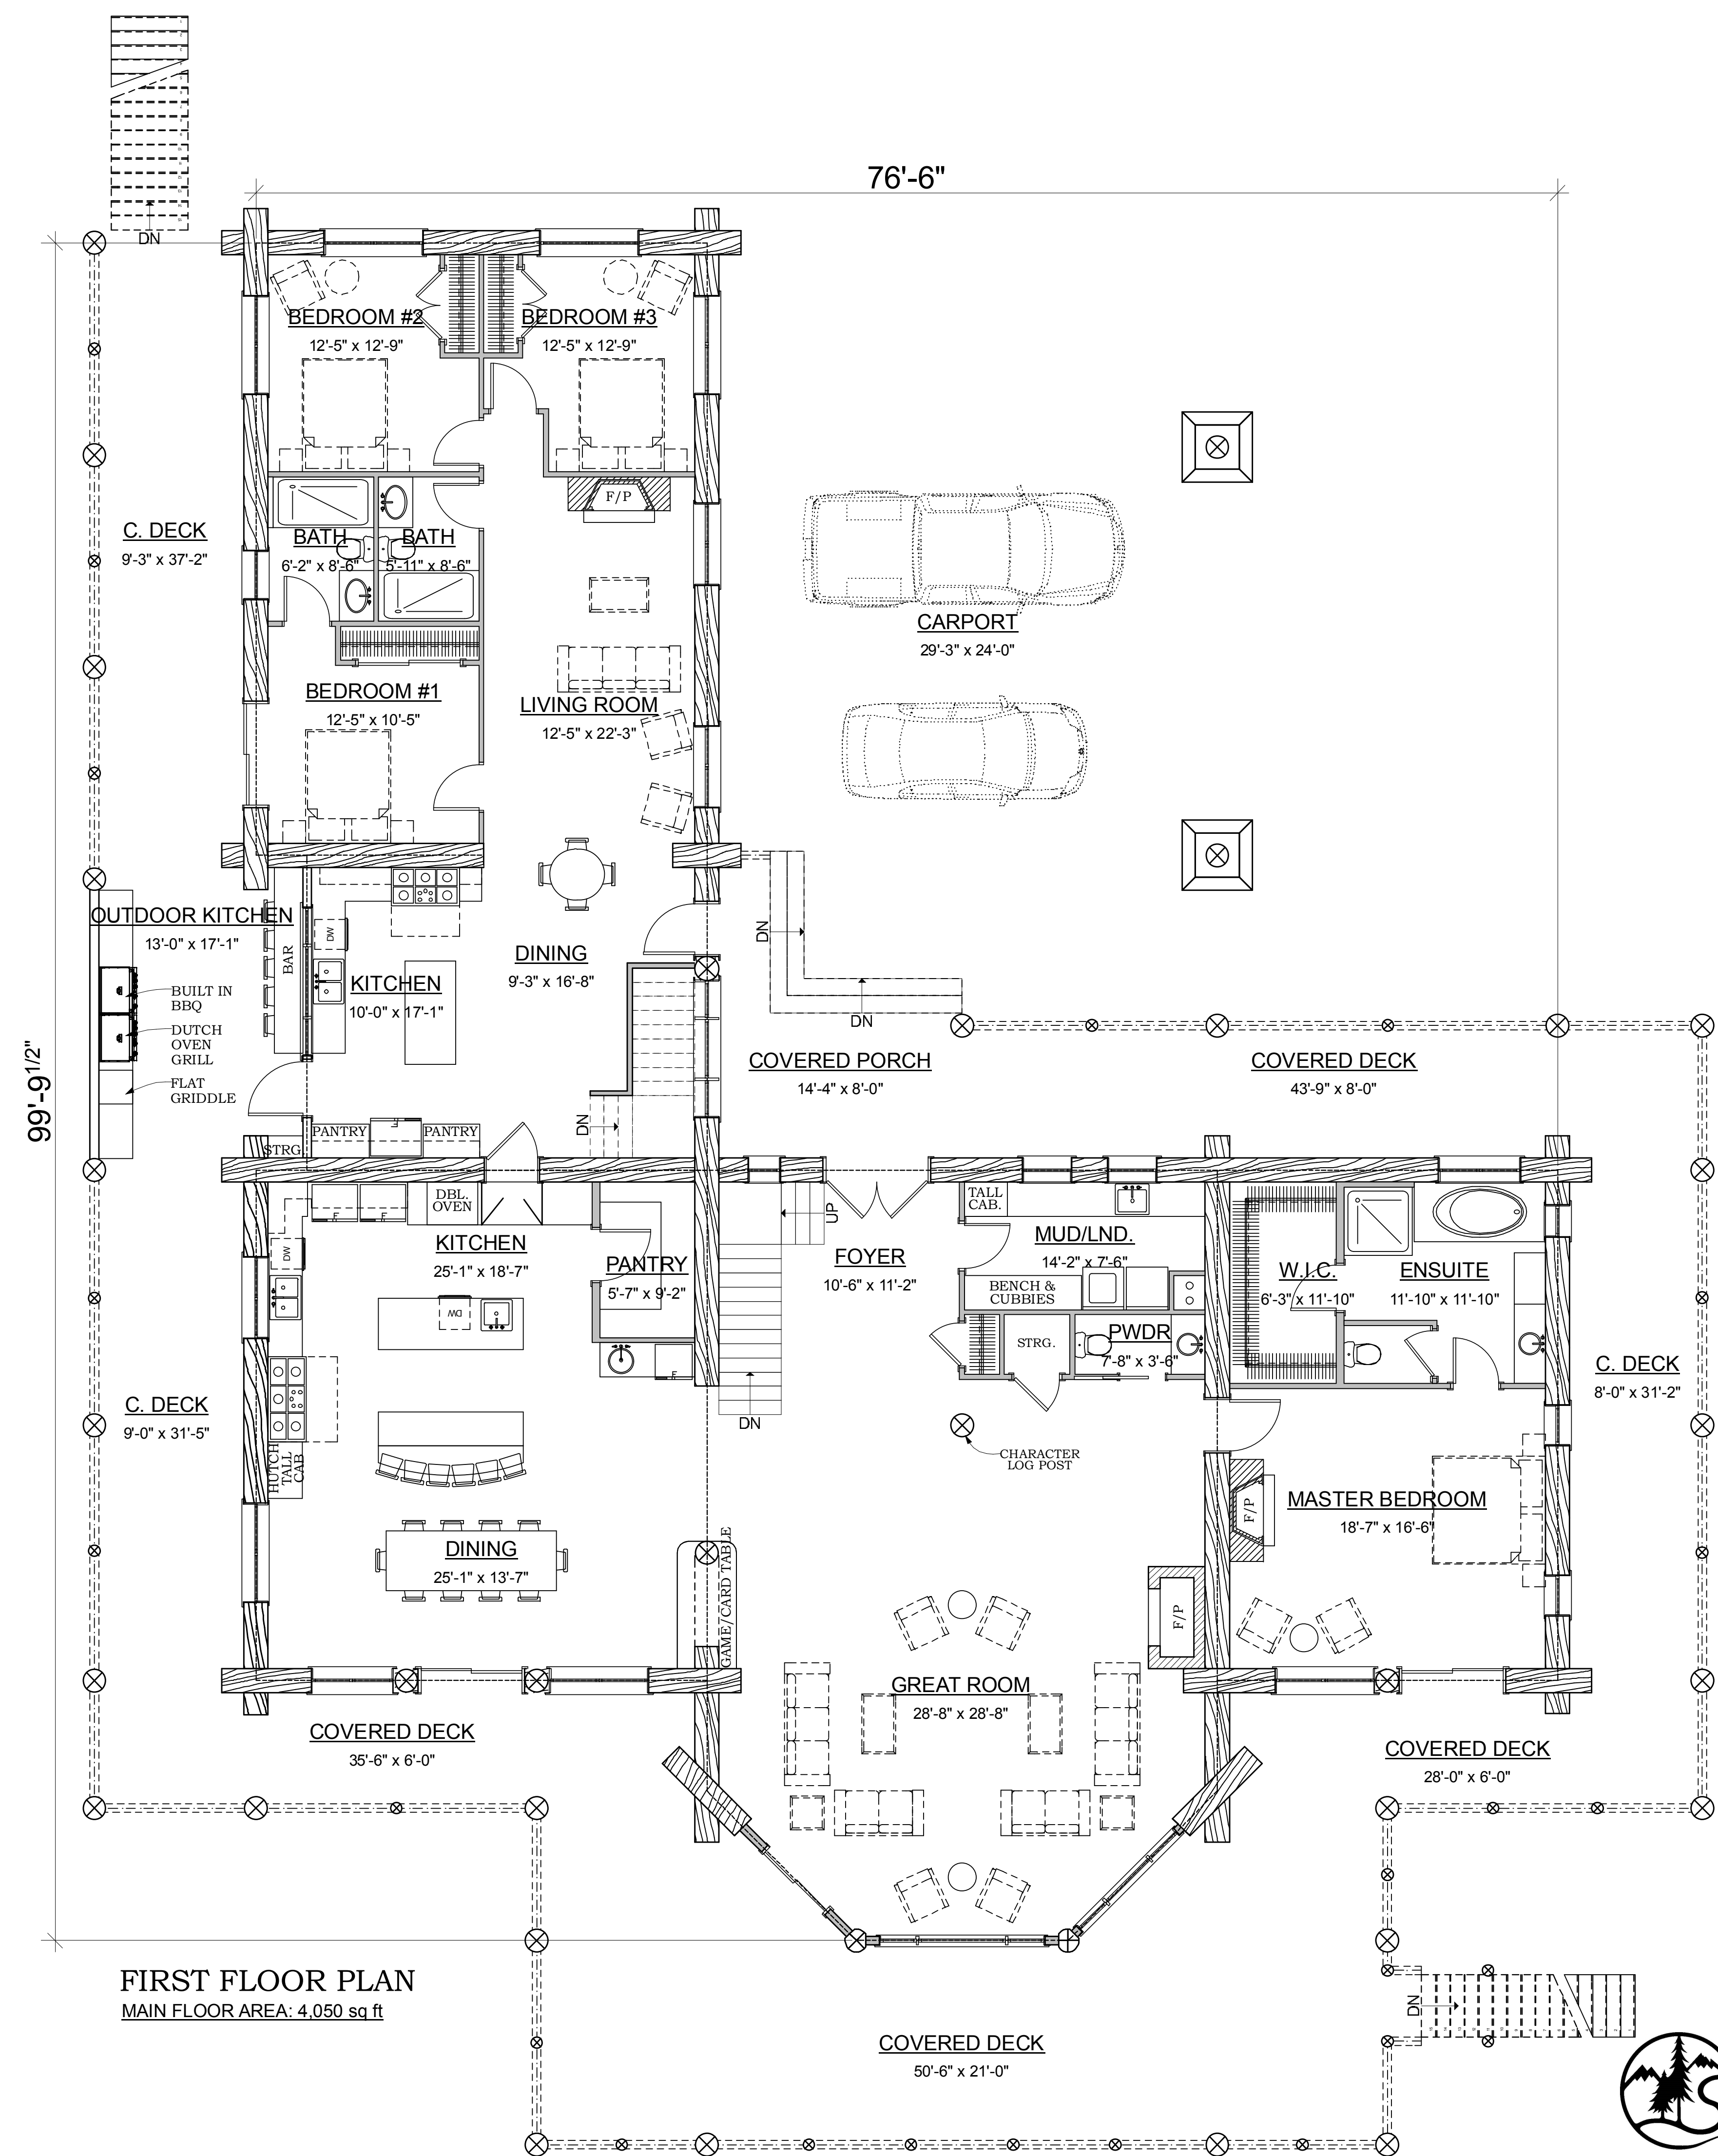 76'-6"
DN
BEDROOM #2
12'-5" x 12'-9"
BEDROOM #3
12'-5" x 12'-9"
F/P
C. DECK
9'-3" x 37'-2"
BATH
6'-2" x 8'-6"
BATH
5'-11" x 8'-6"
CARPORT
29'-3" x 24'-0"
BEDROOM #1
12'-5" x 10'-5"
LIVING ROOM
12'-5" x 22'-3"
OUTDOOR KITCHEN
13'-0" x 17'-1"
BAR
DW
KITCHEN
10'-0" x 17'-1"
DINING
9'-3" x 16'-8"
DN
DN
BUILT IN
BBQ
DUTCH
OVEN
GRILL
FLAT
GRIDDLE
COVERED PORCH
14'-4" x 8'-0"
COVERED DECK
43'-9" x 8'-0"
99'-9 1/2"
DN
STRG.
PANTRY
F
PANTRY
DBL.
OVEN
F
F
DW
KITCHEN
25'-1" x 18'-7"
DW
PANTRY
5'-7" x 9'-2"
F
UP
DN
FOYER
10'-6" x 11'-2"
TALL
CAB.
MUD/LND.
14'-2" x 7'-6"
BENCH &
CUBBIES
STRG.
PWDR
7'-8" x 3'-6"
W.I.C.
6'-3" x 11'-10"
ENSUITE
11'-10" x 11'-10"
C. DECK
8'-0" x 31'-2"
C. DECK
9'-0" x 31'-5"
HUTCH
TALL
CAB
CHARACTER
LOG POST
F/P
MASTER BEDROOM
18'-7" x 16'-6"
DINING
25'-1" x 13'-7"
GAME/CARD TABLE
F/P
GREAT ROOM
28'-8" x 28'-8"
COVERED DECK
35'-6" x 6'-0"
COVERED DECK
28'-0" x 6'-0"
FIRST FLOOR PLAN
MAIN FLOOR AREA: 4,050 sq ft
DN
COVERED DECK
50'-6" x 21'-0"